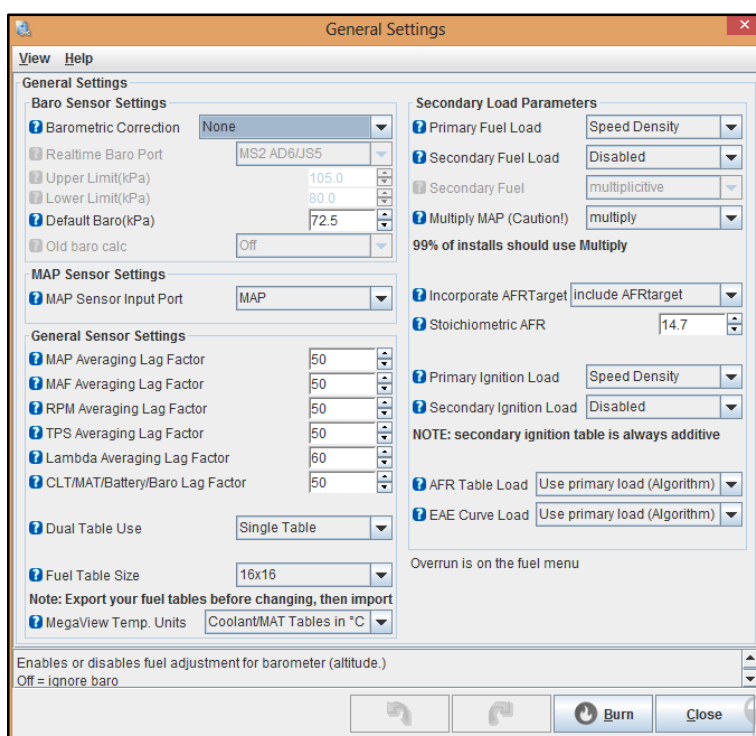 General Settings
View Help
General Settings
Baro Sensor Settings
Barometric Correction None
Realtime Baro Port MS2 AD6/JS5
Upper Limit(kPa) 105.0
Lower Limit(kPa) 80.0
Default Baro(kPa) 72.5
Old baro calc Off
MAP Sensor Settings
MAP Sensor Input Port MAP
General Sensor Settings
MAP Averaging Lag Factor 50
MAF Averaging Lag Factor 50
RPM Averaging Lag Factor 50
TPS Averaging Lag Factor 50
Lambda Averaging Lag Factor 60
CLT/MAT/Battery/Baro Lag Factor 50
Dual Table Use Single Table
Fuel Table Size 16x16
Note: Export your fuel tables before changing, then import
MegaView Temp. Units Coolant/MAT Tables in °C
Secondary Load Parameters
Primary Fuel Load Speed Density
Secondary Fuel Load Disabled
Secondary Fuel multiplicitive
Multiply MAP (Caution!) multiply
99% of installs should use Multiply
Incorporate AFRTarget include AFRtarget
Stoichiometric AFR 14.7
Primary Ignition Load Speed Density
Secondary Ignition Load Disabled
NOTE: secondary ignition table is always additive
AFR Table Load Use primary load (Algorithm)
EAE Curve Load Use primary load (Algorithm)
Overrun is on the fuel menu
Enables or disables fuel adjustment for barometer (altitude.)
Off = ignore baro
Burn Close